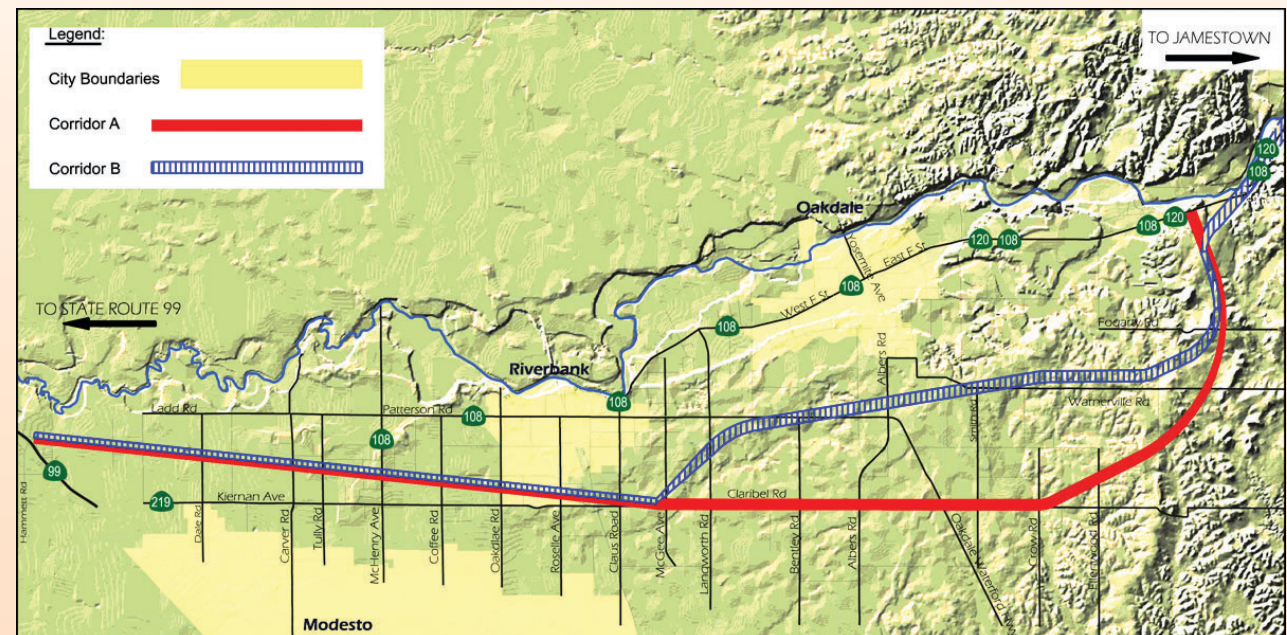 Legend:
City Boundaries
Corridor A
Corridor B
TO JAMESTOWN
120
108
Oakdale
Yosemite Ave
East F St
120
108
108
120
108
West F St
108
TO STATE ROUTE 99
Riverbank
108
Fogarty Rd
Albers Rd
Ladd Rd
Patterson Rd
108
108
Smith Rd
Warnerville Rd
99
Hammett Rd
219
Kiernan Ave
Claribel Rd
Dale Rd
Carver Rd
Tully Rd
McHenry Ave
Coffee Rd
Oakdlae Rd
Roselle Ave
Claus Road
McGee Ave
Langworth Rd
Bentley Rd
Albers Rd
Oakdale Waterford Hwy
Crow Rd
Modesto